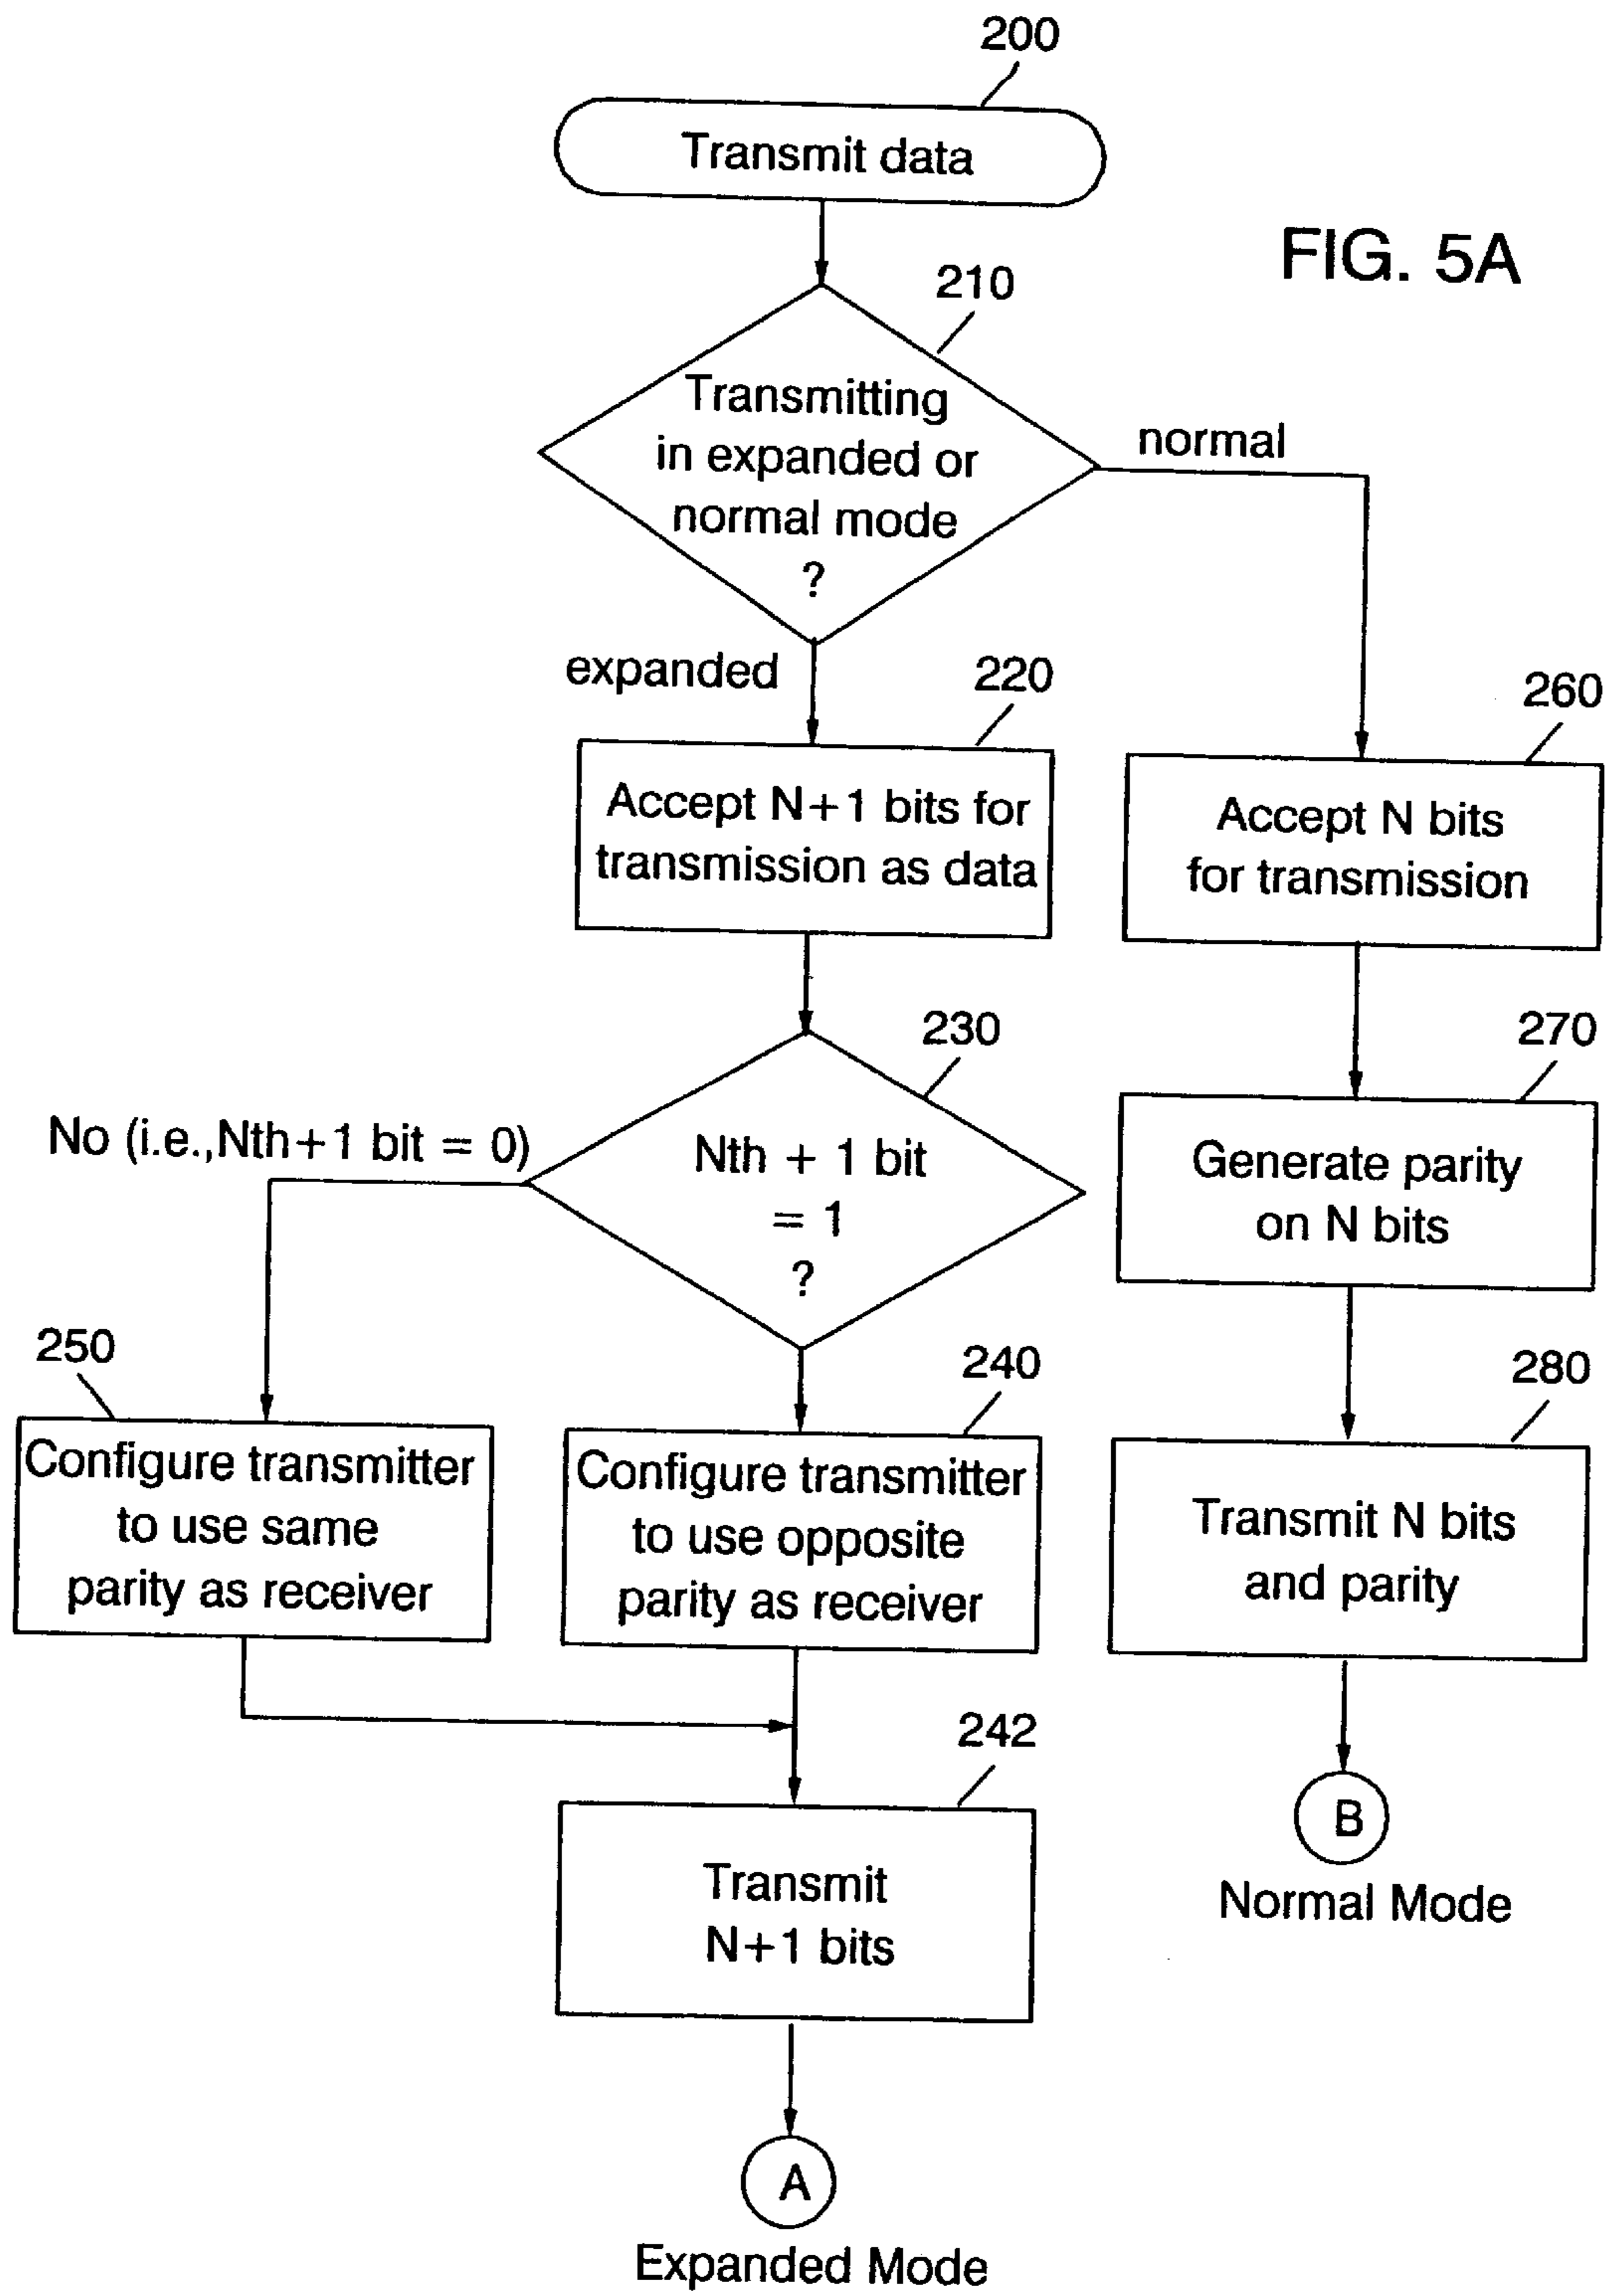 200
Transmit data
FIG. 5A
210
Transmitting
in expanded or
normal mode
?
normal
expanded
220
Accept N+1 bits for
transmission as data
260
Accept N bits
for transmission
230
Nth + 1 bit
= 1
?
No (i.e.,Nth+1 bit = 0)
270
Generate parity
on N bits
250
Configure transmitter
to use same
parity as receiver
240
Configure transmitter
to use opposite
parity as receiver
280
Transmit N bits
and parity
242
Transmit
N+1 bits
B
Normal Mode
A
Expanded Mode